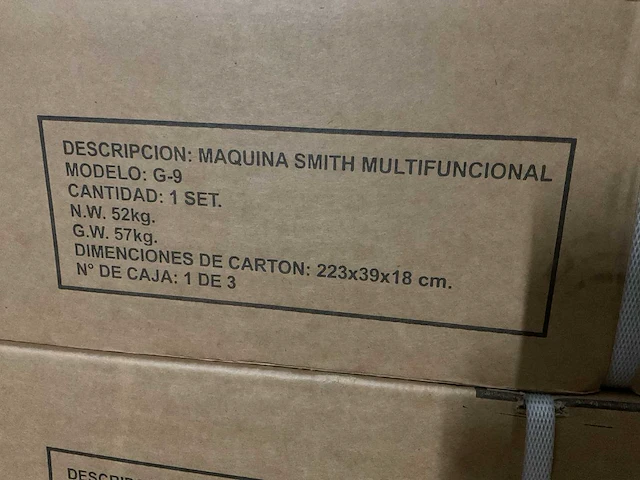 DESCRIPCION: MAQUINA SMITH MULTIFUNCIONAL
MODELO: G-9
CANTIDAD: 1 SET.
N.W. 52kg.
G.W. 57kg.
DIMENCIONES DE CARTON: 223x39x18 cm.
N° DE CAJA: 1 DE 3